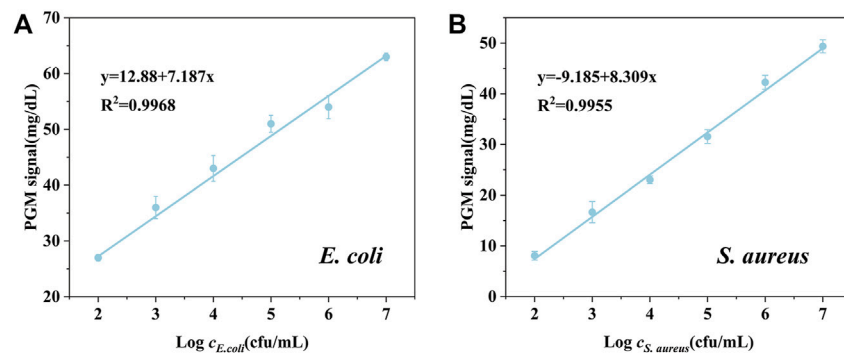 A
70
60
50
40
30
20
PGM signal(mg/dL)
y=12.88+7.187x
R²=0.9968
E. coli
2 3 4 5 6 7
Log cE.coli(cfu/mL)
B
50
40
30
20
10
0
PGM signal(mg/dL)
y=-9.185+8.309x
R²=0.9955
S. aureus
2 3 4 5 6 7
Log cS. aureus(cfu/mL)